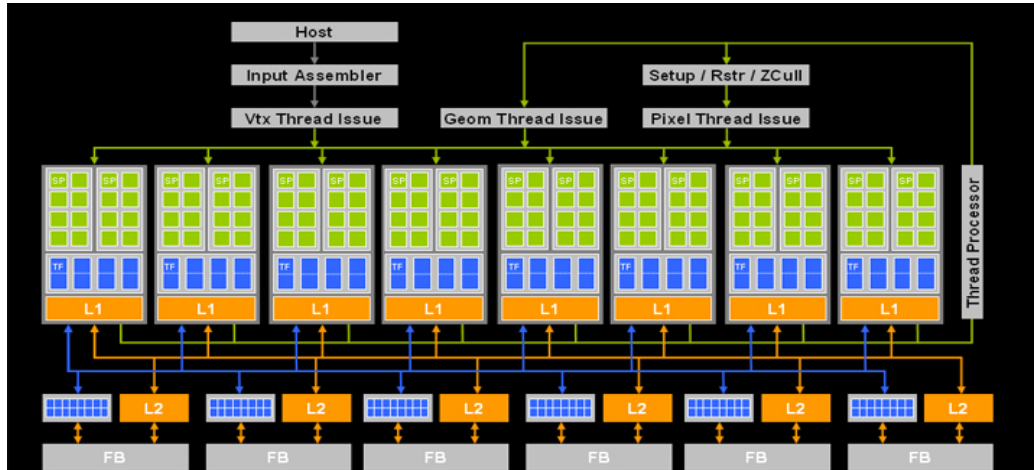 Host
Input Assembler
Setup / Rstr / ZCull
Vtx Thread Issue
Geom Thread Issue
Pixel Thread Issue
Thread Processor
SP SP SP SP SP SP SP SP SP SP SP SP SP SP SP SP
TF TF TF TF TF TF TF TF
L1 L1 L1 L1 L1 L1 L1 L1
L2 L2 L2 L2 L2 L2
FB FB FB FB FB FB